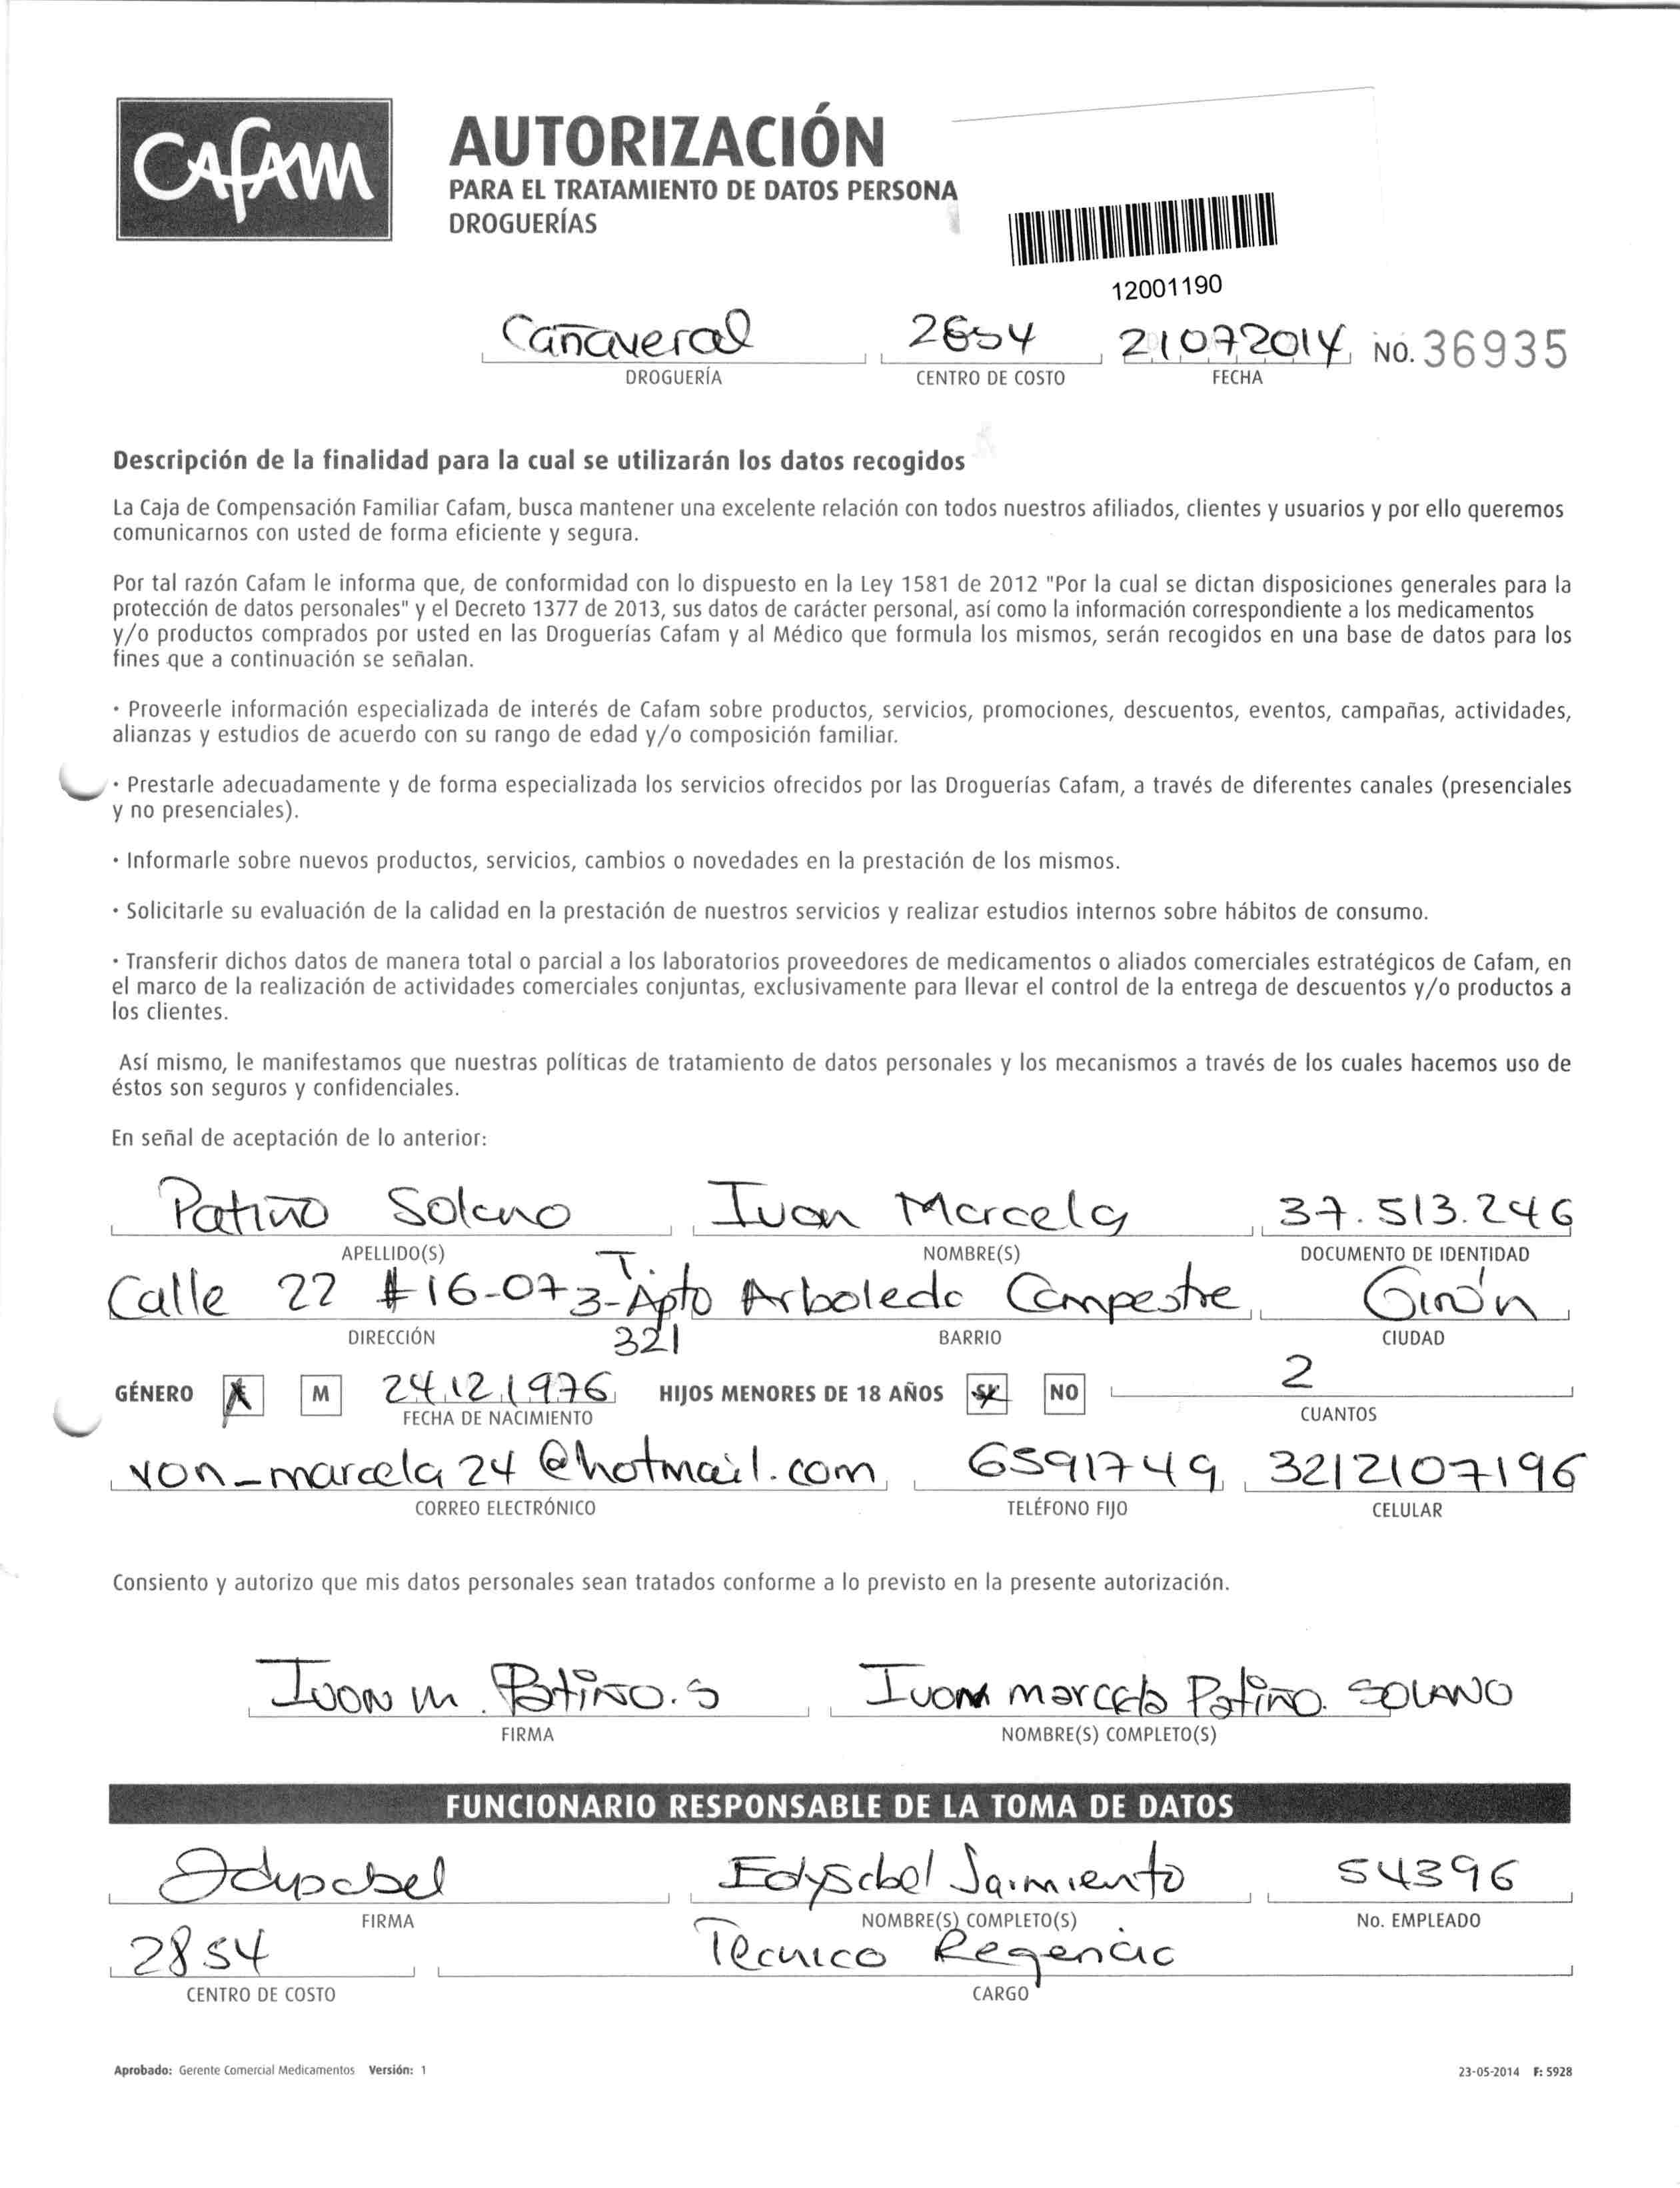 CAFAM
AUTORIZACIÓN
PARA EL TRATAMIENTO DE DATOS PERSONA
DROGUERÍAS
12001190
Cañaveral 2854 21072014 NO. 36935
DROGUERÍA CENTRO DE COSTO FECHA
Descripción de la finalidad para la cual se utilizarán los datos recogidos
La Caja de Compensación Familiar Cafam, busca mantener una excelente relación con todos nuestros afiliados, clientes y usuarios y por ello queremos
comunicarnos con usted de forma eficiente y segura.
Por tal razón Cafam le informa que, de conformidad con lo dispuesto en la Ley 1581 de 2012 "Por la cual se dictan disposiciones generales para la
protección de datos personales" y el Decreto 1377 de 2013, sus datos de carácter personal, así como la información correspondiente a los medicamentos
y/o productos comprados por usted en las Droguerías Cafam y al Médico que formula los mismos, serán recogidos en una base de datos para los
fines que a continuación se señalan.
· Proveerle información especializada de interés de Cafam sobre productos, servicios, promociones, descuentos, eventos, campañas, actividades,
alianzas y estudios de acuerdo con su rango de edad y/o composición familiar.
· Prestarle adecuadamente y de forma especializada los servicios ofrecidos por las Droguerías Cafam, a través de diferentes canales (presenciales
y no presenciales).
· Informarle sobre nuevos productos, servicios, cambios o novedades en la prestación de los mismos.
· Solicitarle su evaluación de la calidad en la prestación de nuestros servicios y realizar estudios internos sobre hábitos de consumo.
· Transferir dichos datos de manera total o parcial a los laboratorios proveedores de medicamentos o aliados comerciales estratégicos de Cafam, en
el marco de la realización de actividades comerciales conjuntas, exclusivamente para llevar el control de la entrega de descuentos y/o productos a
los clientes.
Así mismo, le manifestamos que nuestras políticas de tratamiento de datos personales y los mecanismos a través de los cuales hacemos uso de
éstos son seguros y confidenciales.
En señal de aceptación de lo anterior:
Patiño Solano Ivon Marcela 37.513.246
APELLIDO(S) NOMBRE(S) DOCUMENTO DE IDENTIDAD
Calle 22 #16-07 T. 3-Apto 321 Arboleda Campestre Girón
DIRECCIÓN BARRIO CIUDAD
GÉNERO M 24121976 HIJOS MENORES DE 18 AÑOS SI NO 2
FECHA DE NACIMIENTO CUANTOS
von_marcela24@hotmail.com 6591749 3212107196
CORREO ELECTRÓNICO TELÉFONO FIJO CELULAR
Consiento y autorizo que mis datos personales sean tratados conforme a lo previsto en la presente autorización.
Ivon m. Patiño.s Ivon marcela Patiño. SOLANO
FIRMA NOMBRE(S) COMPLETO(S)
FUNCIONARIO RESPONSABLE DE LA TOMA DE DATOS
Edysabel Sarmiento 54396
FIRMA NOMBRE(S) COMPLETO(S) No. EMPLEADO
2854 Tecnico Regencia
CENTRO DE COSTO CARGO
Aprobado: Gerente Comercial Medicamentos Versión: 1 23-05-2014 F: 5928